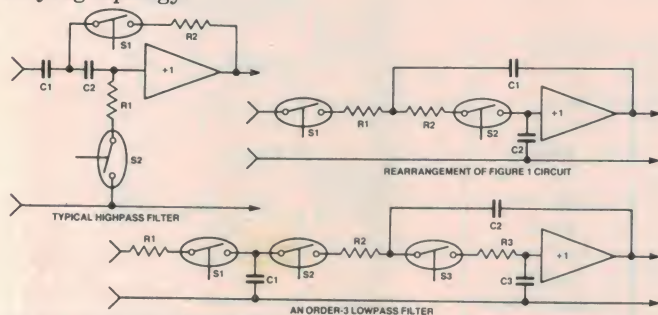 topology
S1
R2
C1
C2
+1
R1
S2
TYPICAL HIGHPASS FILTER
C1
S1
R1
R2
S2
+1
C2
REARRANGEMENT OF FIGURE 1 CIRCUIT
C2
R1
S1
C1
S2
R2
S3
R3
C3
+1
AN ORDER-3 LOWPASS FILTER